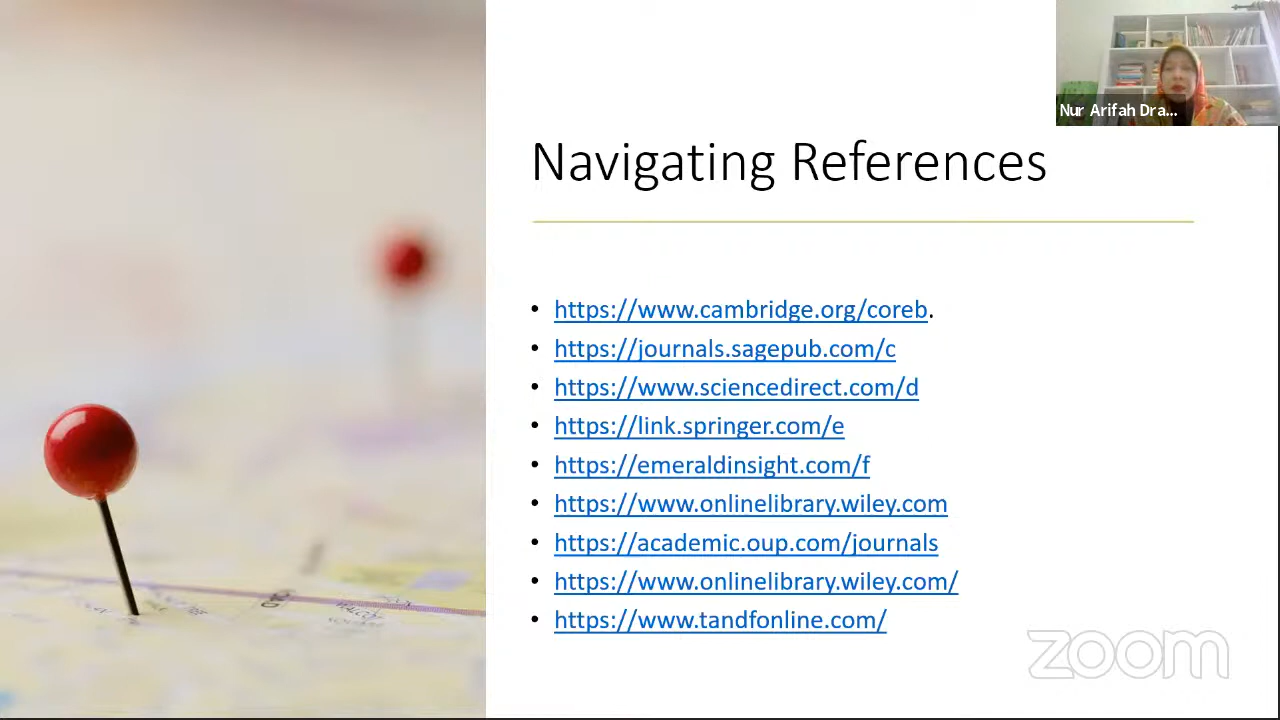 Nur Arifah Dra...
Navigating References
• https://www.cambridge.org/coreb.
• https://journals.sagepub.com/c
• https://www.sciencedirect.com/d
• https://link.springer.com/e
• https://emeraldinsight.com/f
• https://www.onlinelibrary.wiley.com
• https://academic.oup.com/journals
• https://www.onlinelibrary.wiley.com/
• https://www.tandfonline.com/
zoom